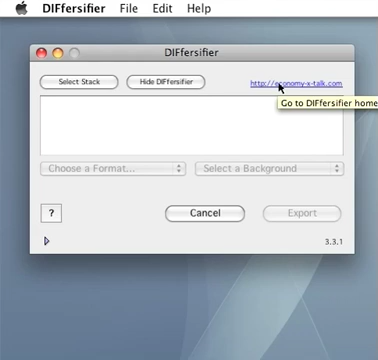 DIFfersifier File Edit Help
DIFfersifier
Select Stack Hide DIFfersifier http://economy-x-talk.com
Go to DIFfersifier home
Choose a Format... Select a Background
? Cancel Export
3.3.1